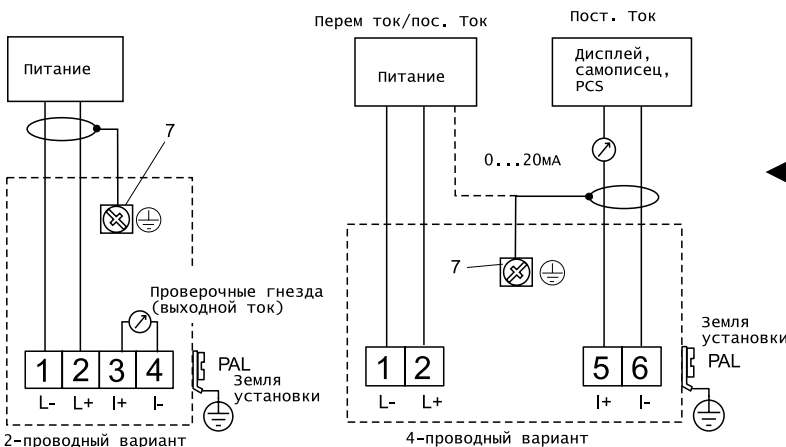 Питание
7
Проверочные гнезда
(выходной ток)
1 2 3 4
L- L+ I+ I-
PAL
Земля
установки
2-проводный вариант
Перем ток/пос. Ток
Пост. Ток
Питание
Дисплей,
самописец,
PCS
0...20мА
7
1 2
L- L+
5 6
I+ I-
Земля
установки
PAL
4-проводный вариант